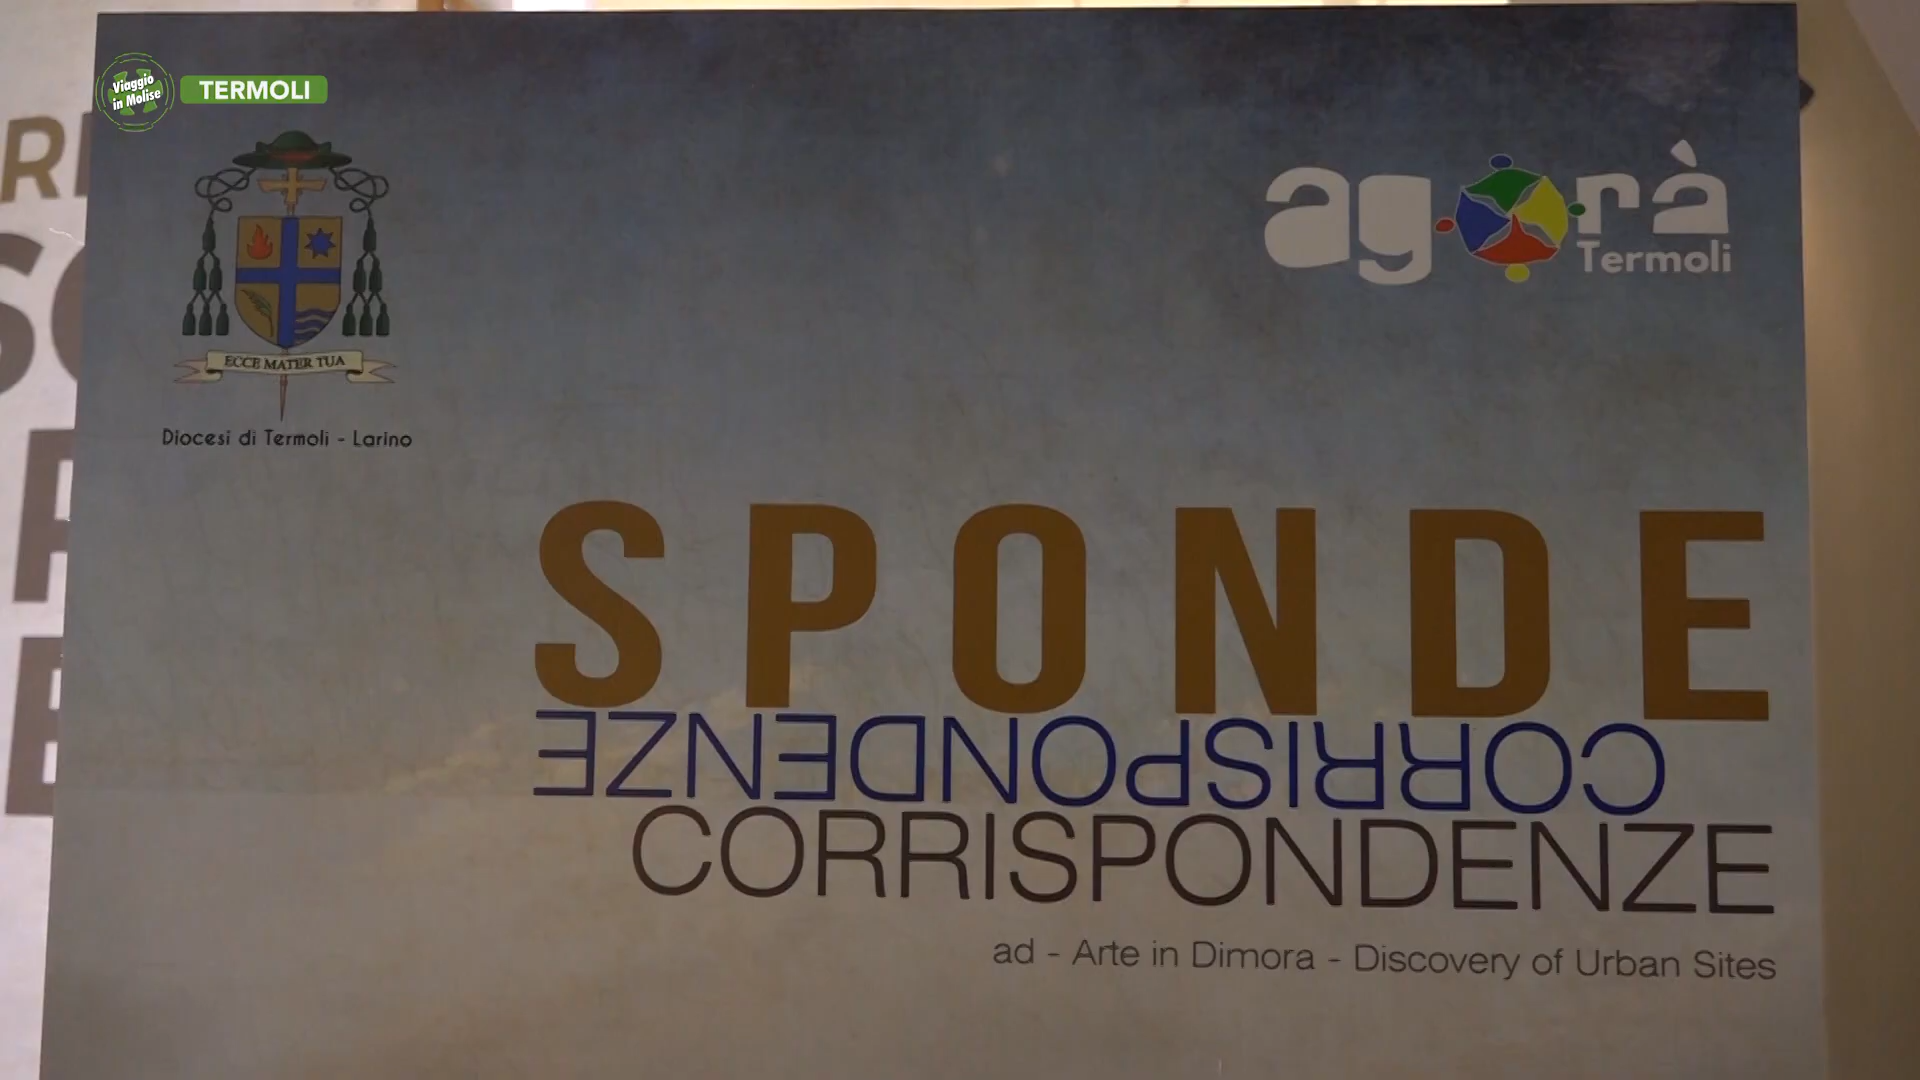 Viaggio
in Molise
TERMOLI
ECCE MATER TUA
Diocesi di Termoli - Larino
agorà
Termoli
SPONDE
CORRISPONDENZE
CORRISPONDENZE
ad - Arte in Dimora - Discovery of Urban Sites